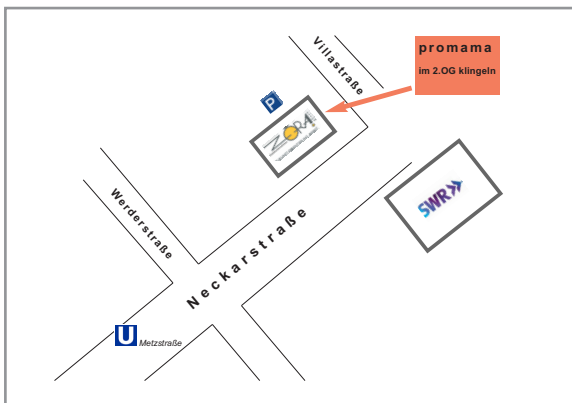 Villastraße
promama
im 2.OG klingeln
P
ZORA!
SWR
Werderstraße
Neckarstraße
U Metzstraße